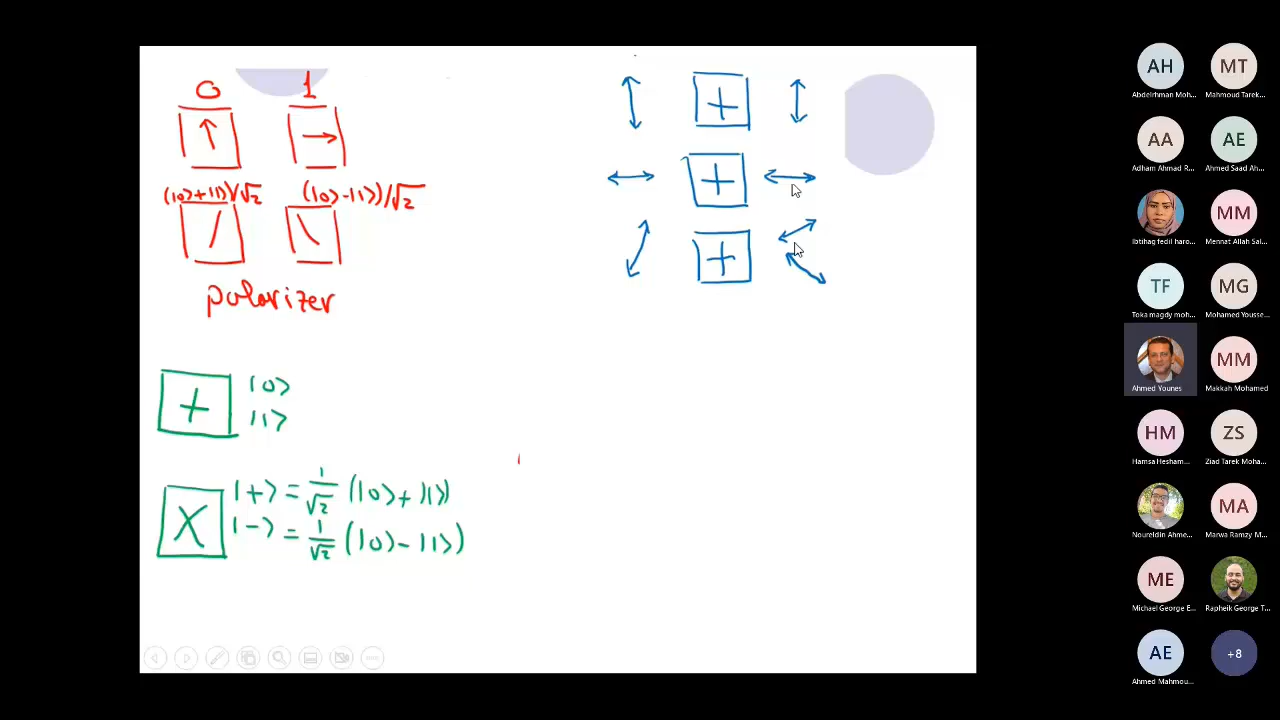 0 1
↑ →
(|0>+|1>)/√2 (|0>-|1>)/√2
polarizer
+ |0>
|1>
X |+> = 1/√2 (|0>+|1>)
|-> = 1/√2 (|0>-|1>)
+
+
+
AH
Abdelrhman Moh...
MT
Mahmoud Tarek...
AA
Adham Ahmad R...
AE
Ahmed Saad Ah...
Ibtihag fedil haro...
MM
Mennat Allah Sal...
TF
Toka magdy moh...
MG
Mohamed Yousse...
Ahmed Younes
MM
Makkah Mohamed
HM
Hamsa Hesham...
ZS
Ziad Tarek Moha...
Noureldin Ahme...
MA
Marwa Ramzy M...
ME
Michael George E...
Rapheik George T...
AE
Ahmed Mahmou...
+8